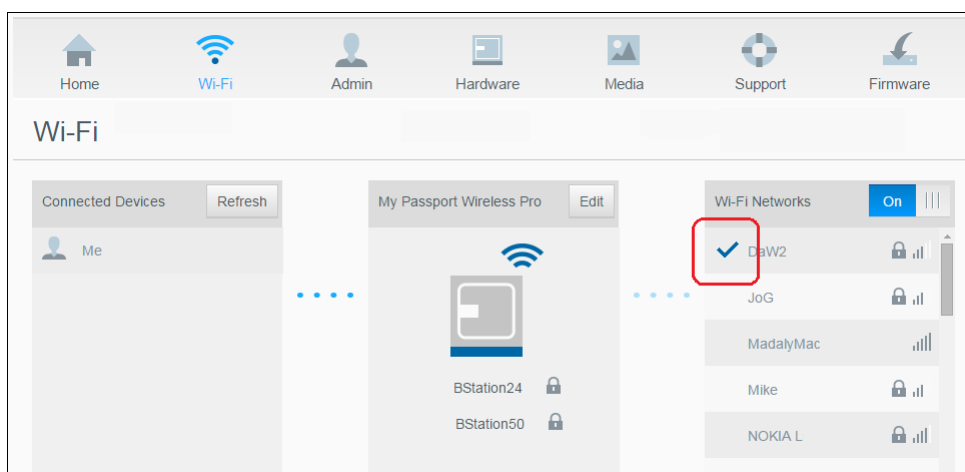 Home Wi-Fi Admin Hardware Media Support Firmware
Wi-Fi
Connected Devices Refresh
Me
My Passport Wireless Pro Edit
BStation24
BStation50
Wi-Fi Networks On
DaW2
JoG
MadalyMac
Mike
NOKIA L